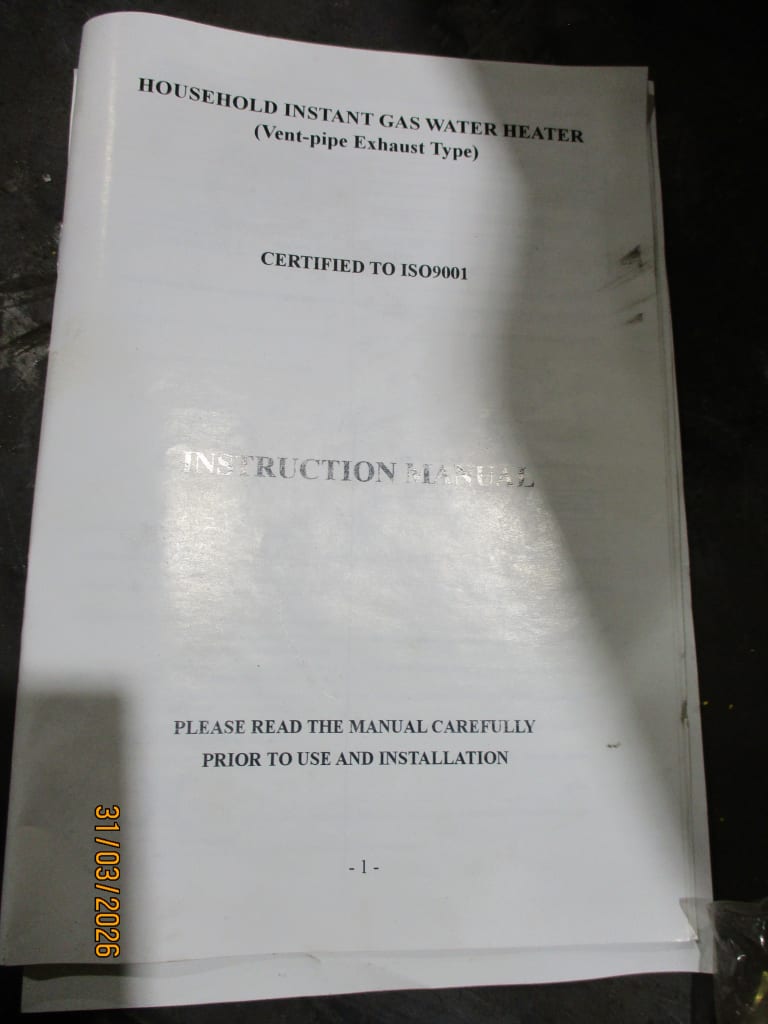 HOUSEHOLD INSTANT GAS WATER HEATER
(Vent-pipe Exhaust Type)
CERTIFIED TO ISO9001
INSTRUCTION MANUAL
PLEASE READ THE MANUAL CAREFULLY
PRIOR TO USE AND INSTALLATION
- 1 -
31/03/2026